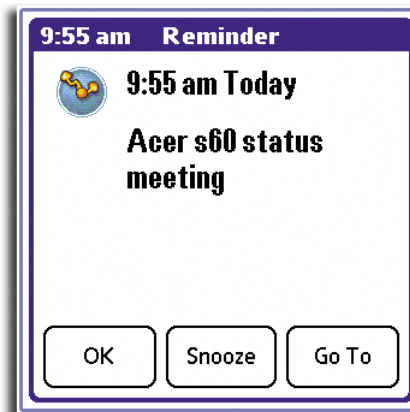 9:55 am Reminder
9:55 am Today
Acer s60 status
meeting
OK Snooze Go To